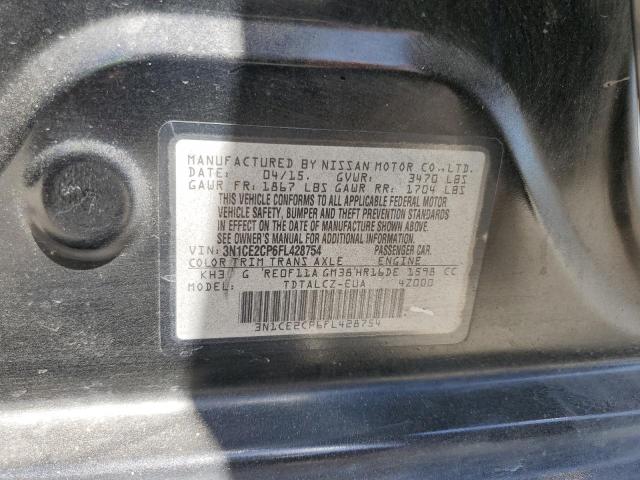 MANUFACTURED BY NISSAN MOTOR CO.,LTD.
DATE: 04/15. GVWR: 3470 LBS
GAWR FR: 1867 LBS GAWR RR: 1704 LBS
THIS VEHICLE CONFORMS TO ALL APPLICABLE FEDERAL MOTOR
VEHICLE SAFETY, BUMPER AND THEFT PREVENTION STANDARDS
IN EFFECT ON THE DATE OF MANUFACTURE SHOWN ABOVE.
SEE OWNER'S MANUAL FOR ADDITIONAL INFORMATION.
VIN: 3N1CE2CP6FL428754 PASSENGER CAR.
COLOR TRIM TRANS AXLE ENGINE
KH3 G RE0F11A GM38 HR16DE 1598 CC
MODEL: TDTALCZ-EUA 4Z000
3N1CE2CP6FL428754